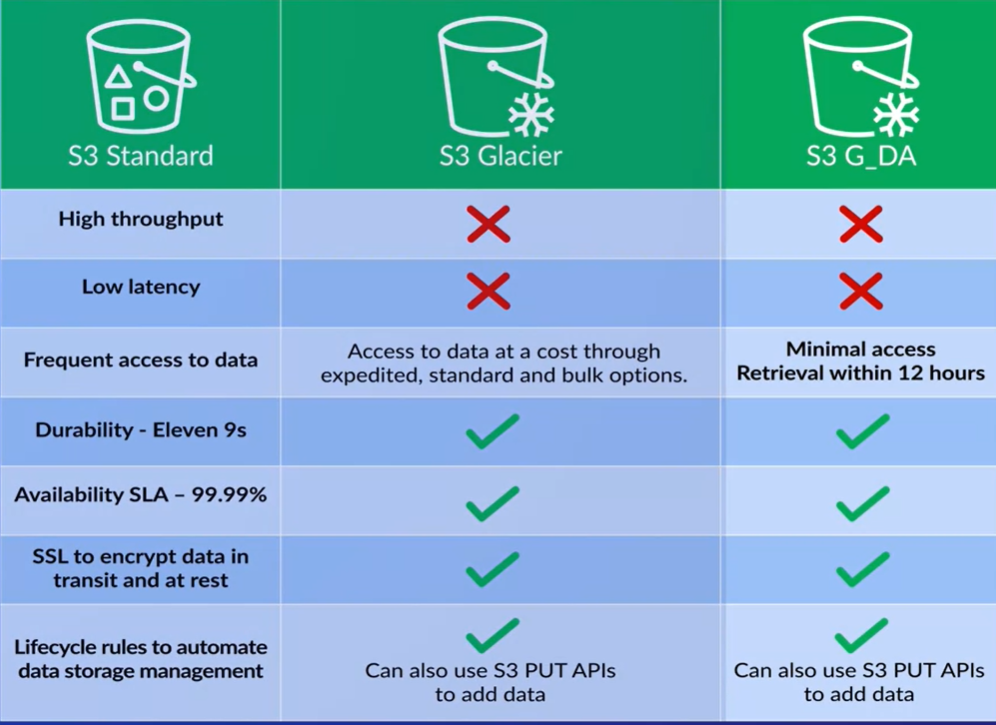 S3 Standard
S3 Glacier
S3 G_DA
High throughput
Low latency
Frequent access to data
Access to data at a cost through
expedited, standard and bulk options.
Minimal access
Retrieval within 12 hours
Durability - Eleven 9s
Availability SLA – 99.99%
SSL to encrypt data in
transit and at rest
Lifecycle rules to automate
data storage management
Can also use S3 PUT APIs
to add data
Can also use S3 PUT APIs
to add data